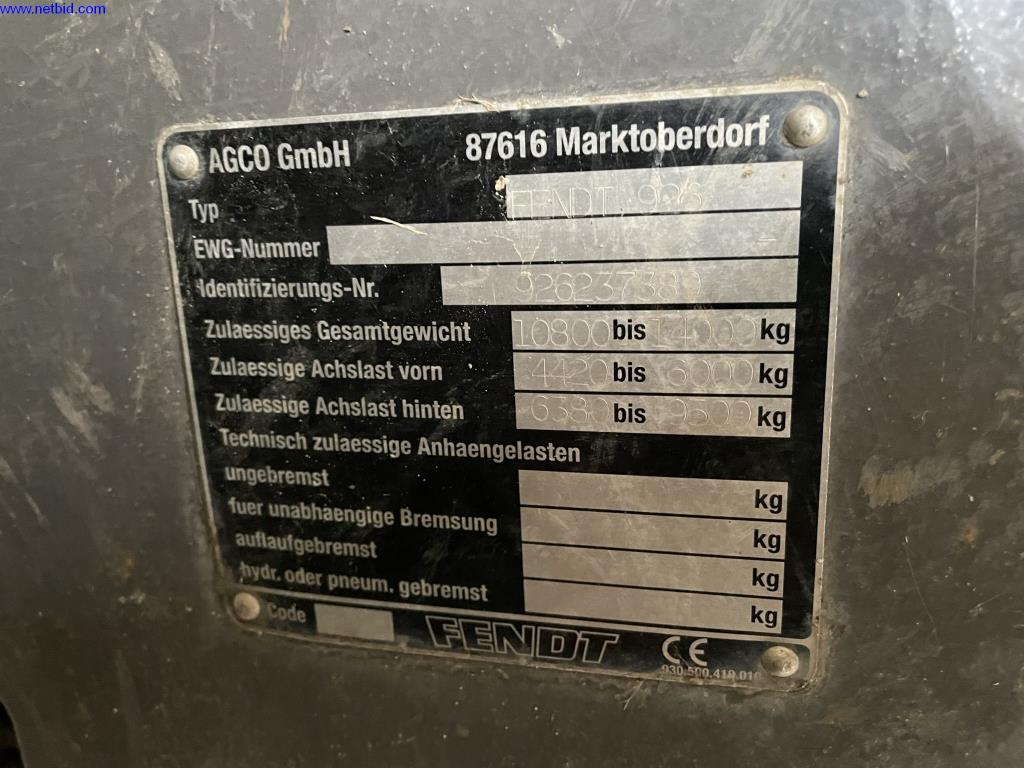 www.netbid.com
AGCO GmbH 87616 Marktoberdorf
Typ FENDT 926
EWG-Nummer -
Identifizierungs-Nr.
Zulaessiges Gesamtgewicht 10800 bis 14000 kg
Zulaessige Achslast vorn 4420 bis 6000 kg
Zulaessige Achslast hinten 6380 bis 9500 kg
Technisch zulaessige Anhaengelasten
ungebremst kg
fuer unabhaengige Bremsung kg
auflaufgebremst kg
hydr. oder pneum. gebremst kg
Code FENDT CE